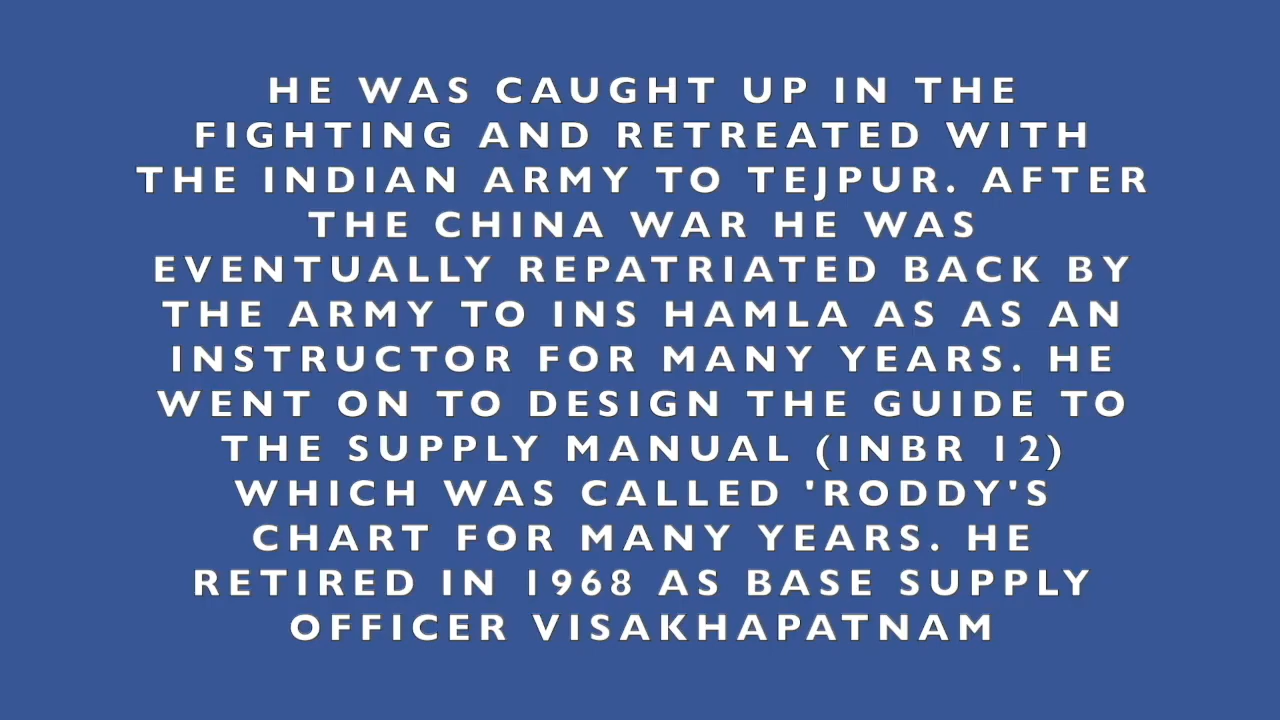 HE WAS CAUGHT UP IN THE
FIGHTING AND RETREATED WITH
THE INDIAN ARMY TO TEJPUR. AFTER
THE CHINA WAR HE WAS
EVENTUALLY REPATRIATED BACK BY
THE ARMY TO INS HAMLA AS AS AN
INSTRUCTOR FOR MANY YEARS. HE
WENT ON TO DESIGN THE GUIDE TO
THE SUPPLY MANUAL (INBR 12)
WHICH WAS CALLED 'RODDY'S
CHART FOR MANY YEARS. HE
RETIRED IN 1968 AS BASE SUPPLY
OFFICER VISAKHAPATNAM